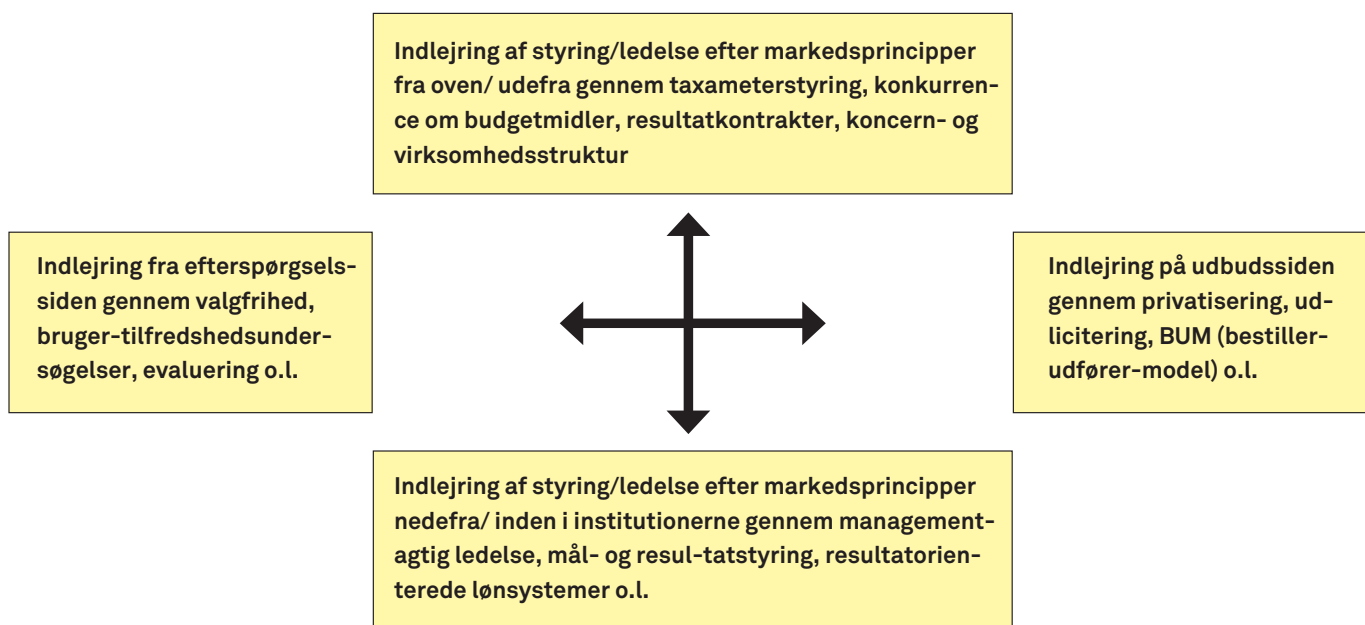 Indlejring af styring/ledelse efter markedsprincipper
fra oven/ udefra gennem taxameterstyring, konkurren-
ce om budgetmidler, resultatkontrakter, koncern- og
virksomhedsstruktur
Indlejring fra efterspørgsels-
siden gennem valgfrihed,
bruger-tilfredshedsunder-
søgelser, evaluering o.l.
Indlejring på udbudssiden
gennem privatisering, ud-
licitering, BUM (bestiller-
udfører-model) o.l.
Indlejring af styring/ledelse efter markedsprincipper
nedefra/ inden i institutionerne gennem management-
agtig ledelse, mål- og resul-tatstyring, resultatorien-
terede lønsystemer o.l.